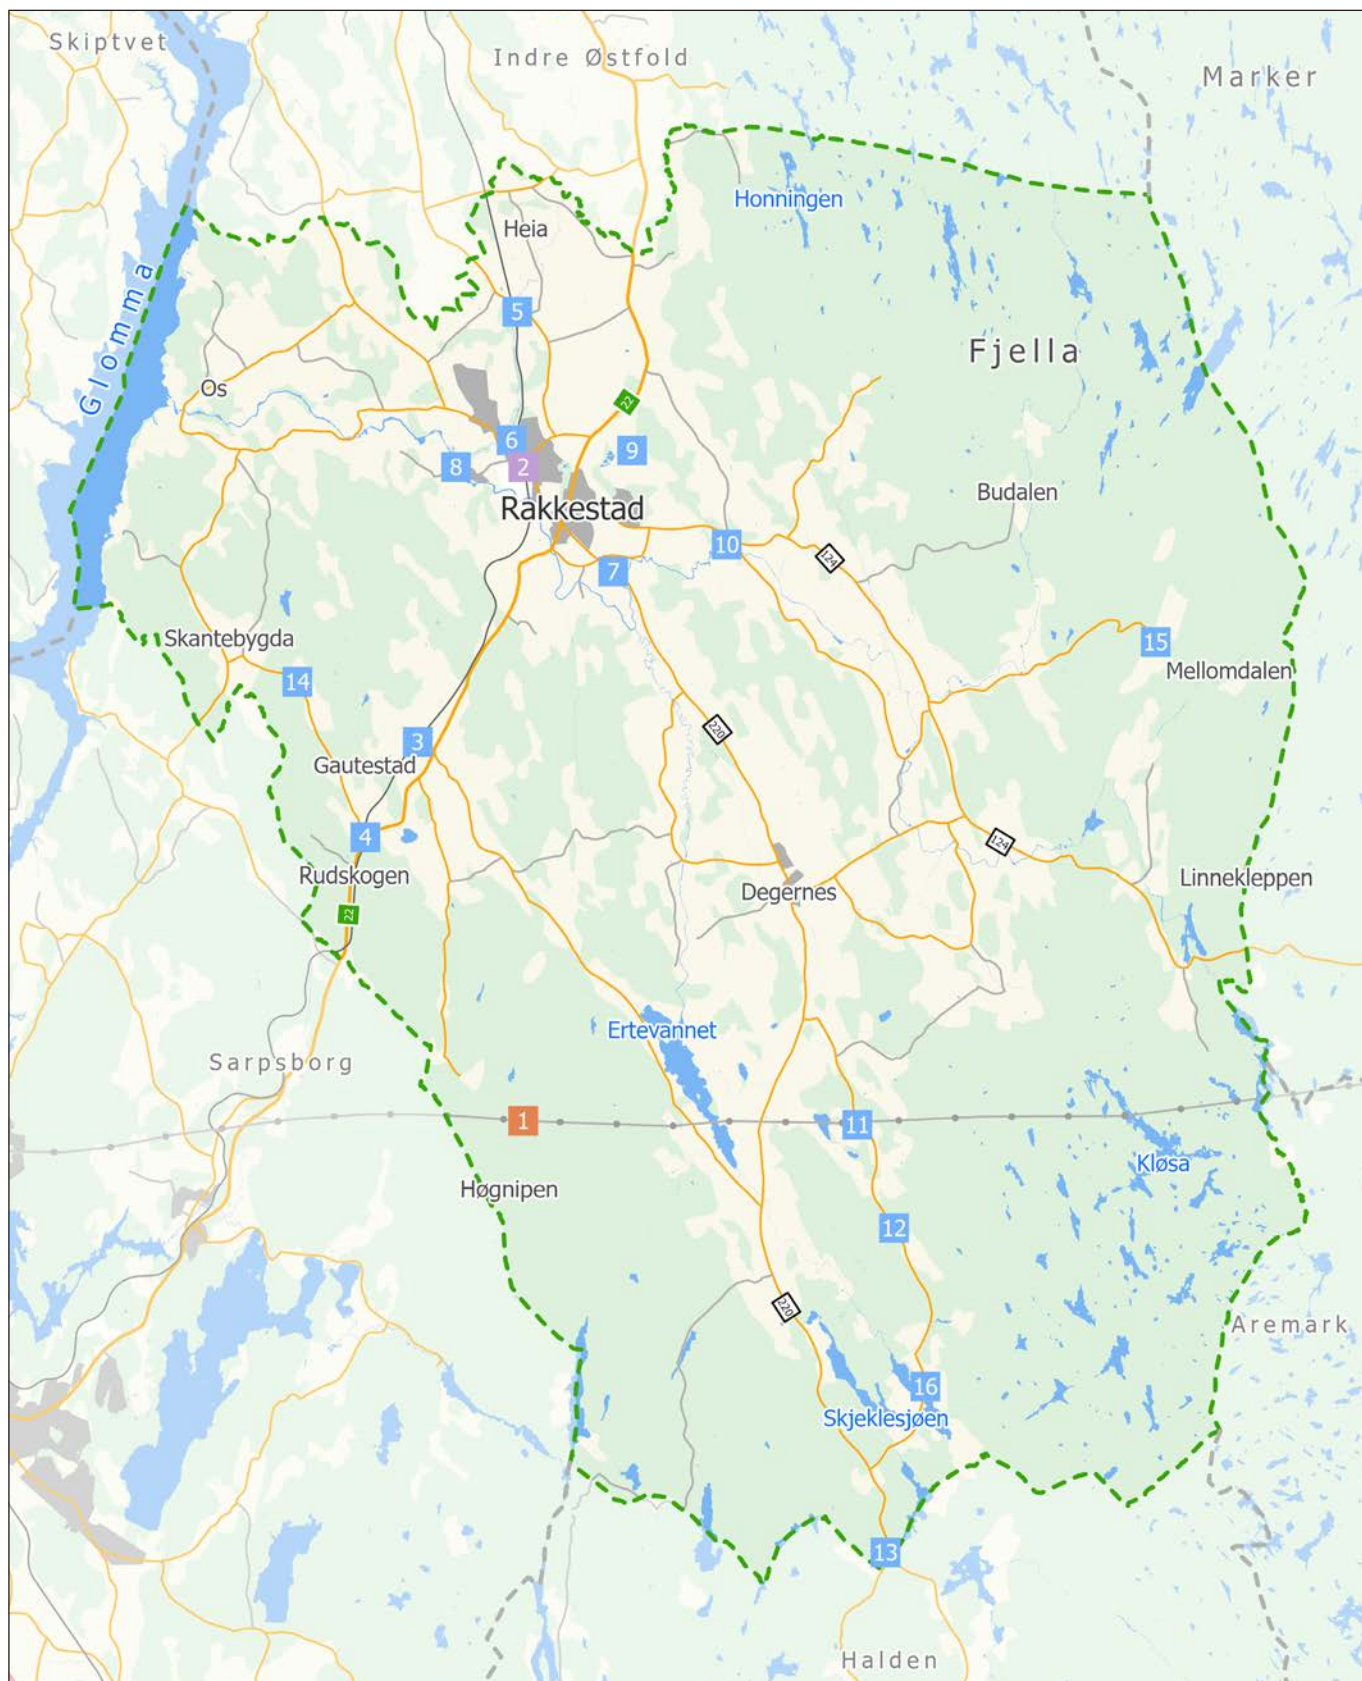 Skiptvet
Indre Østfold
Marker
Honningen
Heia
Glomma
5
Fjella
Os
22
6
9
8
2
Budalen
Rakkestad
10
124
7
Skantebygda
15
Mellomdalen
14
220
3
Gautestad
4
124
Rudskogen
Degernes
Linnekleppen
22
Ertevannet
Sarpsborg
1
11
Kløsa
Høgnipen
12
220
Aremark
16
Skjeklesjøen
13
Halden